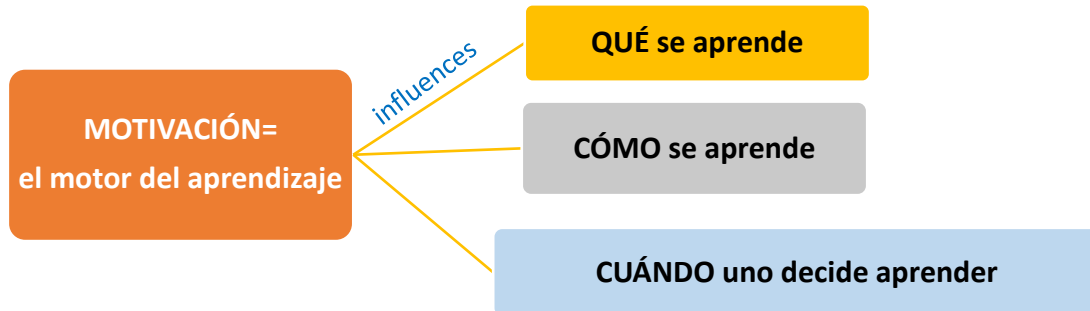 MOTIVACIÓN=
el motor del aprendizaje
influences
QUÉ se aprende
CÓMO se aprende
CUÁNDO uno decide aprender